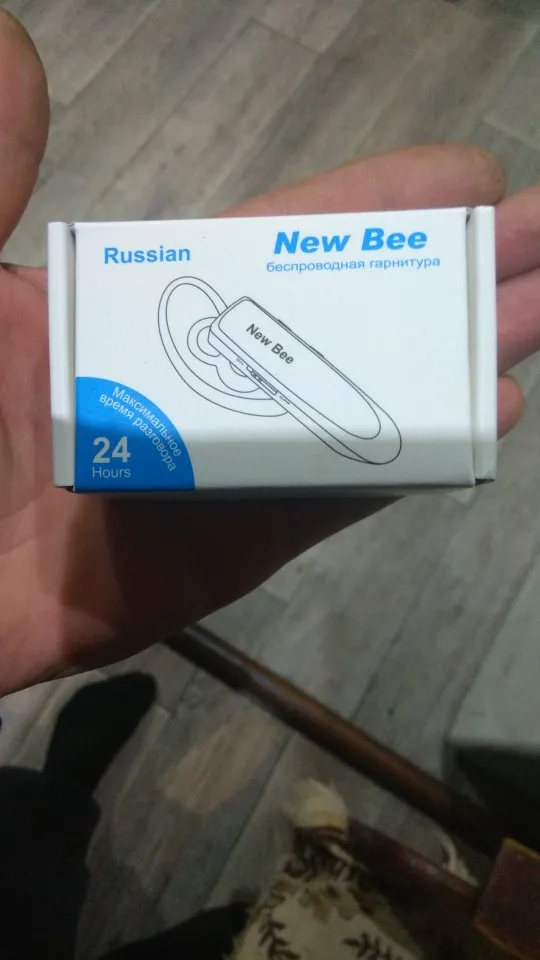 Russian
New Bee
беспроводная гарнитура
New Bee
Максимальное
время разговора
24
Hours